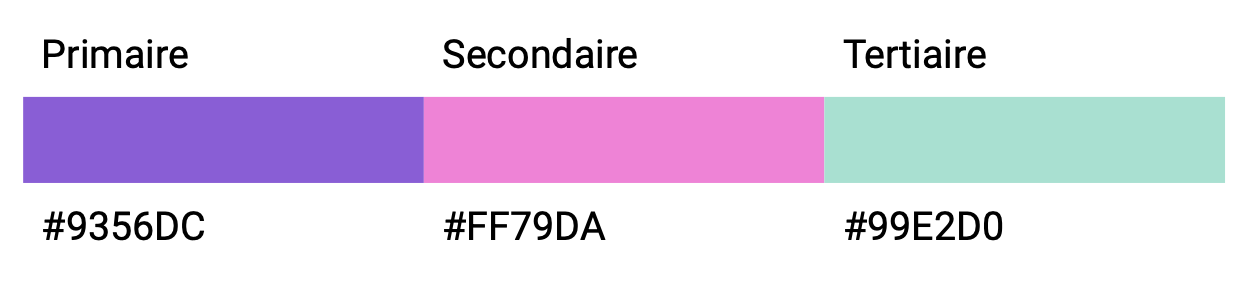 Primaire Secondaire Tertiaire
#9356DC #FF79DA #99E2D0